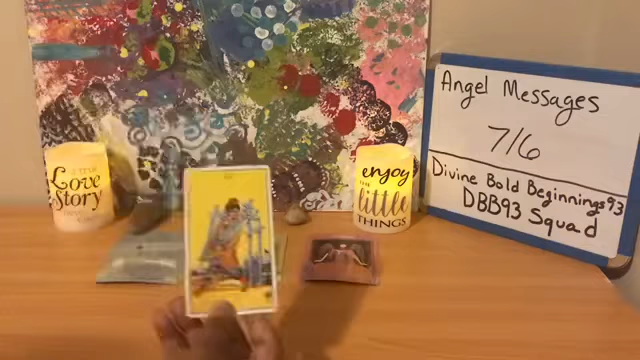 Love
Story
enjoy
little
THINGS
Angel Messages
7/6
Divine Bold Beginnings93
DBB93 Squad